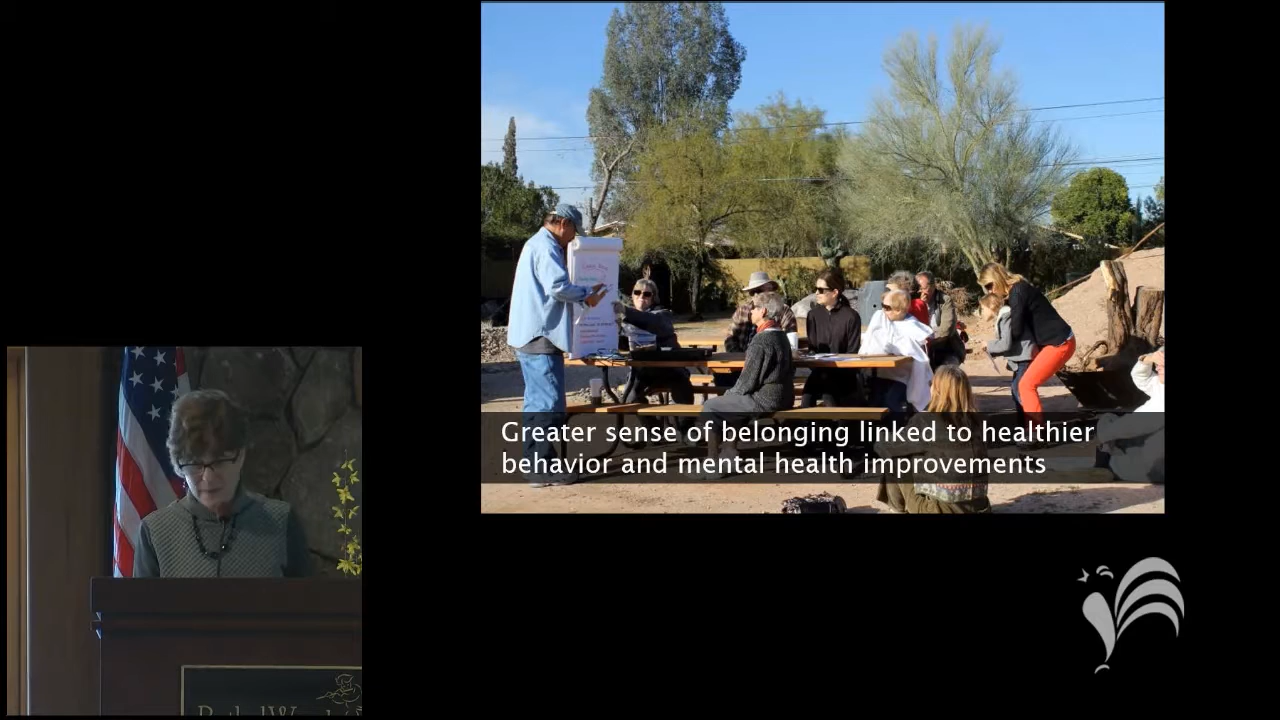 Greater sense of belonging linked to healthier
behavior and mental health improvements